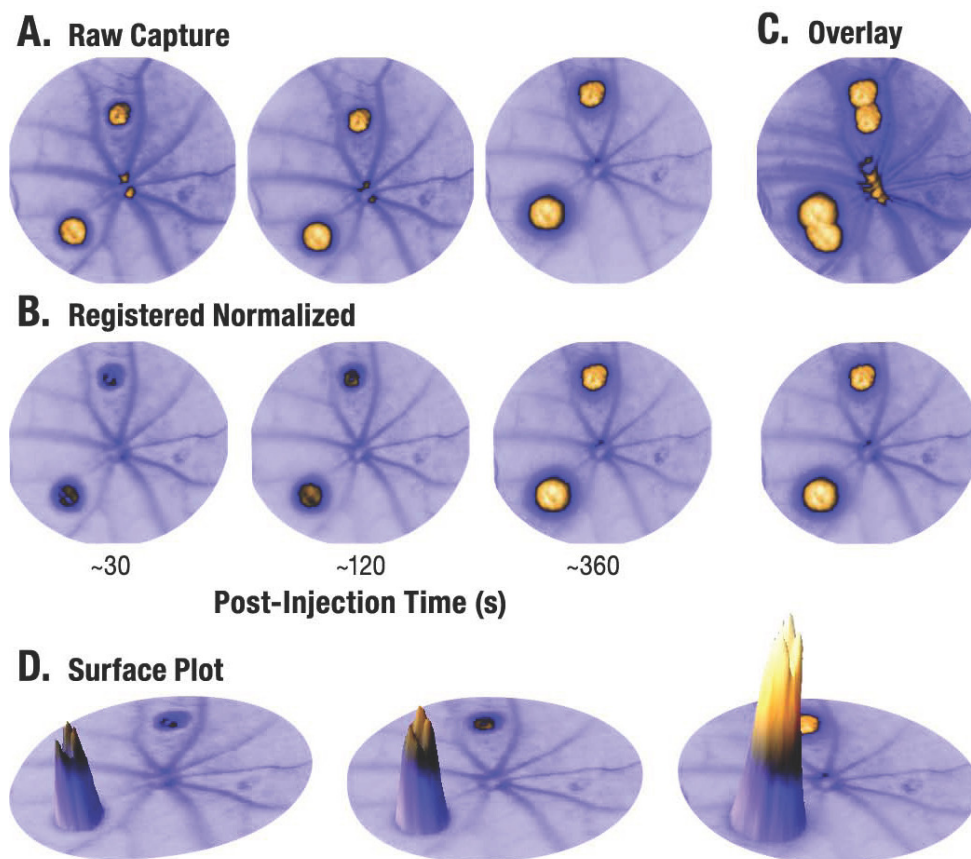 A. Raw Capture
C. Overlay
B. Registered Normalized
~30
~120
~360
Post-Injection Time (s)
D. Surface Plot